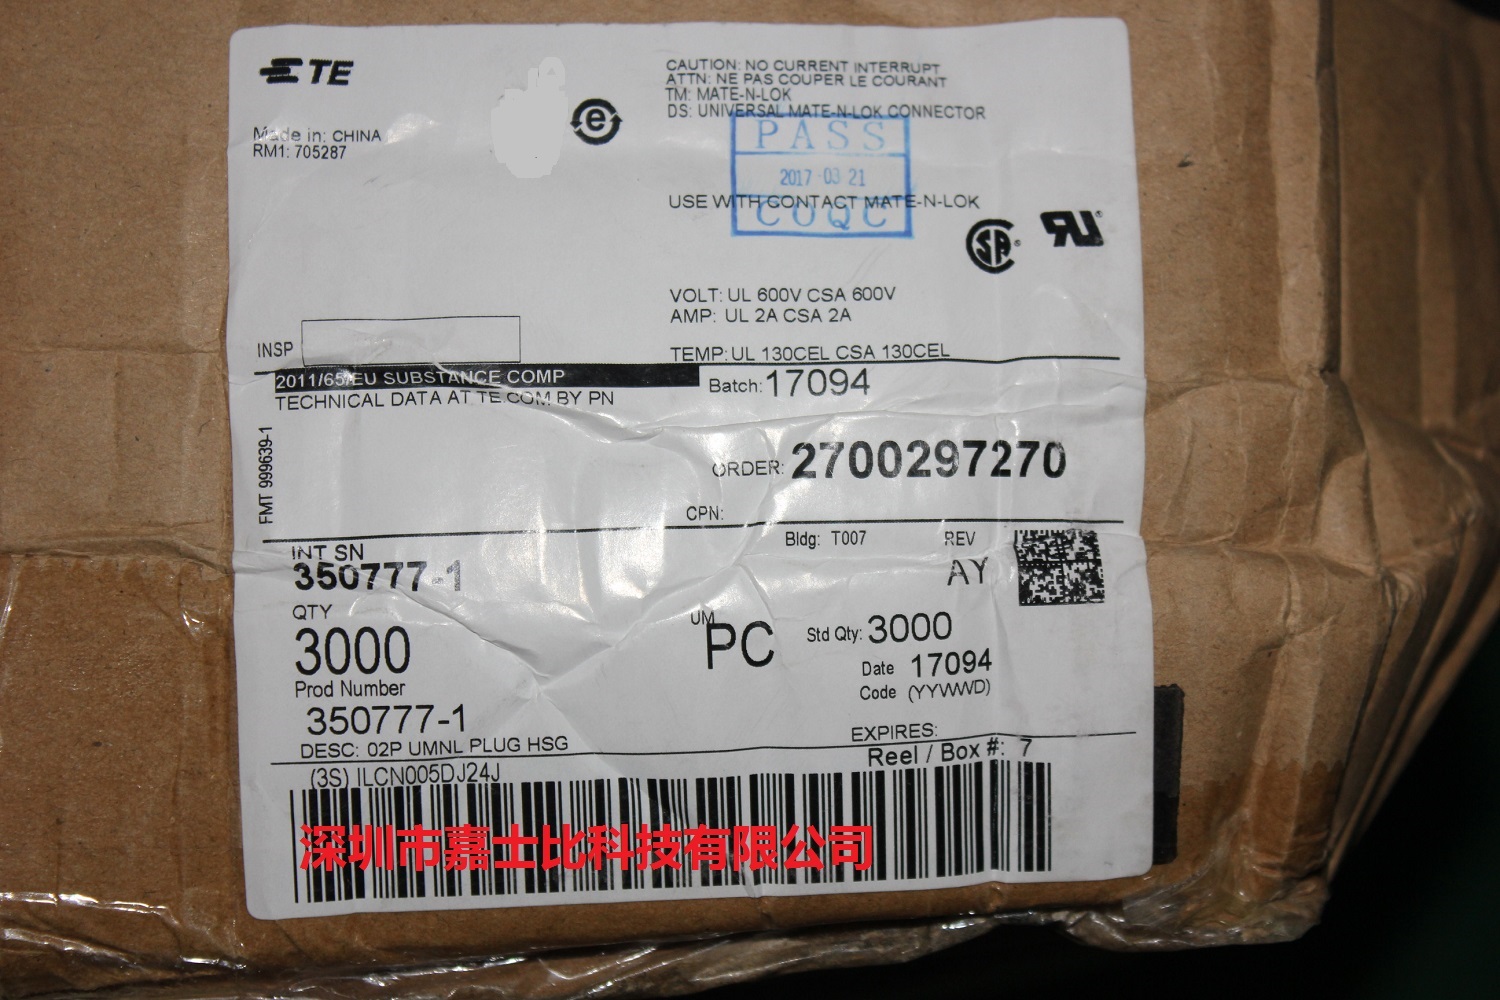 TE
Made in: CHINA
RM1: 705287
e
CAUTION: NO CURRENT INTERRUPT
ATTN: NE PAS COUPER LE COURANT
TM: MATE-N-LOK
DS: UNIVERSAL MATE-N-LOK CONNECTOR
PASS
2017 03 21
USE WITH CONTACT MATE-N-LOK
COQC
VOLT: UL 600V CSA 600V
AMP: UL 2A CSA 2A
TEMP: UL 130CEL CSA 130CEL
INSP
2011/65/EU SUBSTANCE COMP
TECHNICAL DATA AT TE.COM BY PN
Batch: 17094
FMT 999639-1
ORDER: 2700297270
CPN:
INT SN
350777-1
Bldg: T007
REV
AY
QTY
3000
UM
PC
Std Qty: 3000
Date 17094
Code (YYWWD)
Prod Number
350777-1
DESC: 02P UMNL PLUG HSG
EXPIRES:
Reel / Box #: 7
(3S) ILCN005DJ24J
深圳市嘉士比科技有限公司